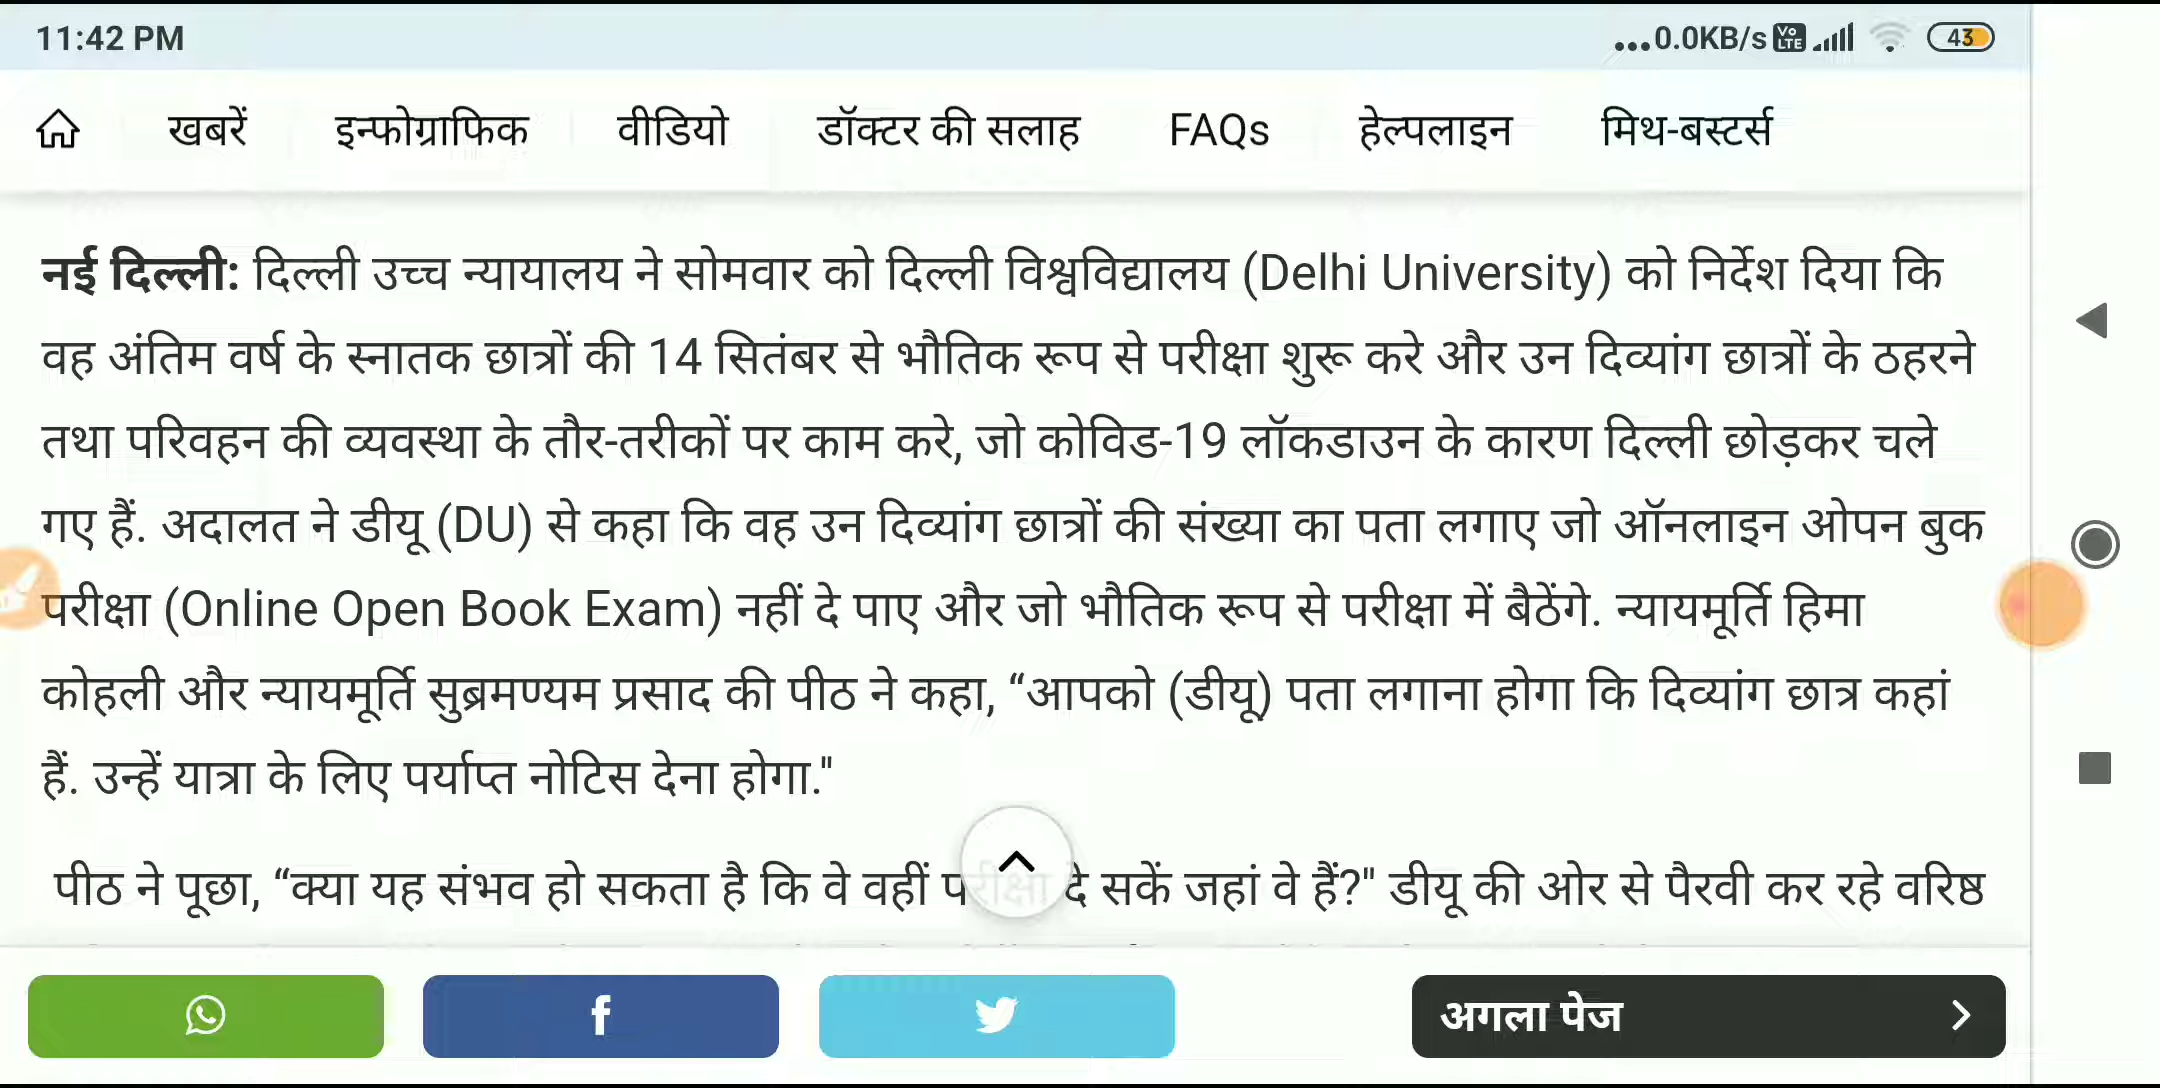 11:42 PM
...0.0KB/s Vo LTE 43
खबरें इन्फोग्राफिक वीडियो डॉक्टर की सलाह FAQs हेल्पलाइन मिथ-बस्टर्स
नई दिल्ली: दिल्ली उच्च न्यायालय ने सोमवार को दिल्ली विश्वविद्यालय (Delhi University) को निर्देश दिया कि
वह अंतिम वर्ष के स्नातक छात्रों की 14 सितंबर से भौतिक रूप से परीक्षा शुरू करे और उन दिव्यांग छात्रों के ठहरने
तथा परिवहन की व्यवस्था के तौर-तरीकों पर काम करे, जो कोविड-19 लॉकडाउन के कारण दिल्ली छोड़कर चले
गए हैं. अदालत ने डीयू (DU) से कहा कि वह उन दिव्यांग छात्रों की संख्या का पता लगाए जो ऑनलाइन ओपन बुक
परीक्षा (Online Open Book Exam) नहीं दे पाए और जो भौतिक रूप से परीक्षा में बैठेंगे. न्यायमूर्ति हिमा
कोहली और न्यायमूर्ति सुब्रमण्यम प्रसाद की पीठ ने कहा, “आपको (डीयू) पता लगाना होगा कि दिव्यांग छात्र कहां
हैं. उन्हें यात्रा के लिए पर्याप्त नोटिस देना होगा."
पीठ ने पूछा, “क्या यह संभव हो सकता है कि वे वहीं परीक्षा दे सकें जहां वे हैं?" डीयू की ओर से पैरवी कर रहे वरिष्ठ
अगला पेज